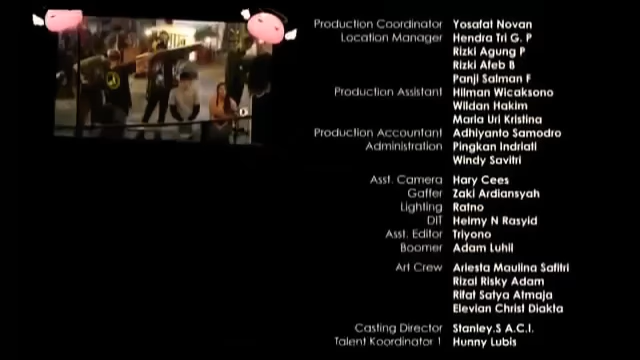 Production Coordinator Yosafat Novan
Location Manager Hendra Tri G. P
Rizki Agung P
Rizki Afeb B
Panji Salman F
Production Assistant Hilman Wicaksono
Wildan Hakim
Maria Uri Kristina
Production Accountant Adhiyanto Samodro
Administration Pingkan Indriati
Windy Savitri
Asst. Camera Hary Cees
Gaffer Zaki Ardiansyah
Lighting Ratno
DIT Helmy N Rasyid
Asst. Editor Triyono
Boomer Adam Luhil
Art Crew Ariesta Maulina Safitri
Rizal Risky Adam
Rifat Satya Atmaja
Elevian Christ Diakta
Casting Director Stanley.S A.C.I.
Talent Koordinator 1 Hunny Lubis